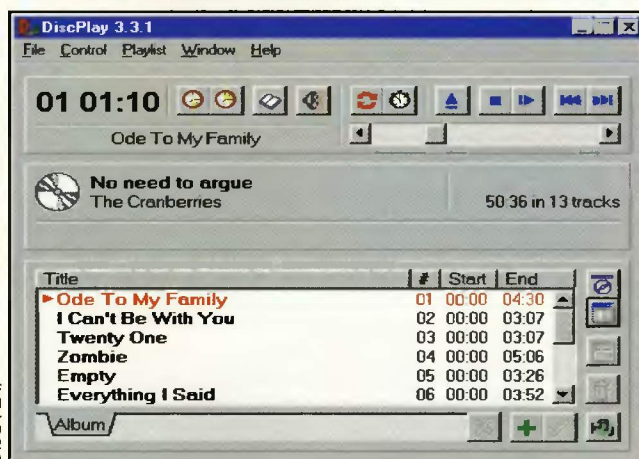 DiscPlay 3.3.1
File Control Playlist Window Help
01 01:10
Ode To My Family
No need to argue
The Cranberries
50:36 in 13 tracks
Title # Start End
Ode To My Family 01 00:00 04:30
I Can't Be With You 02 00:00 03:07
Twenty One 03 00:00 03:07
Zombie 04 00:00 05:06
Empty 05 00:00 03:26
Everything I Said 06 00:00 03:52
Album